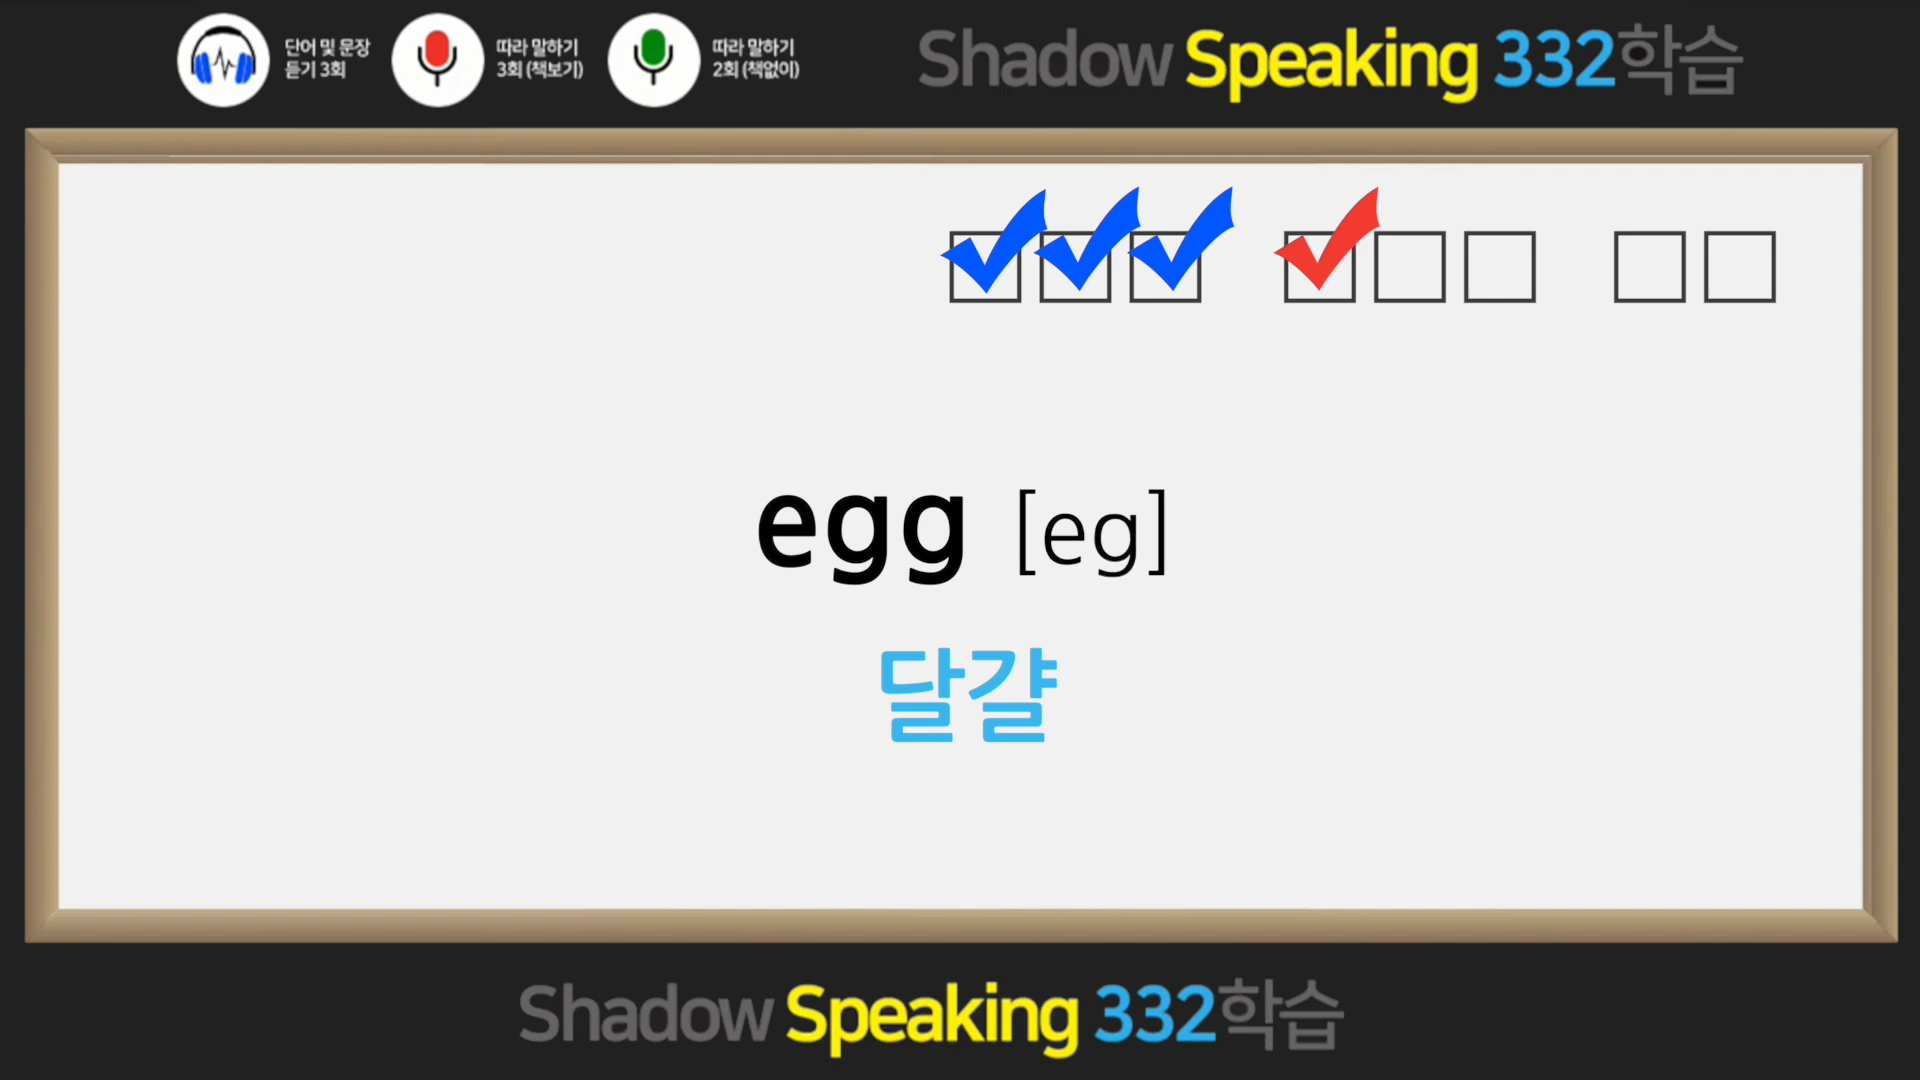 단어 및 문장
듣기 3회
따라 말하기
3회 (책보기)
따라 말하기
2회 (책없이)
Shadow Speaking 332학습
egg [eg]
달걀
Shadow Speaking 332학습